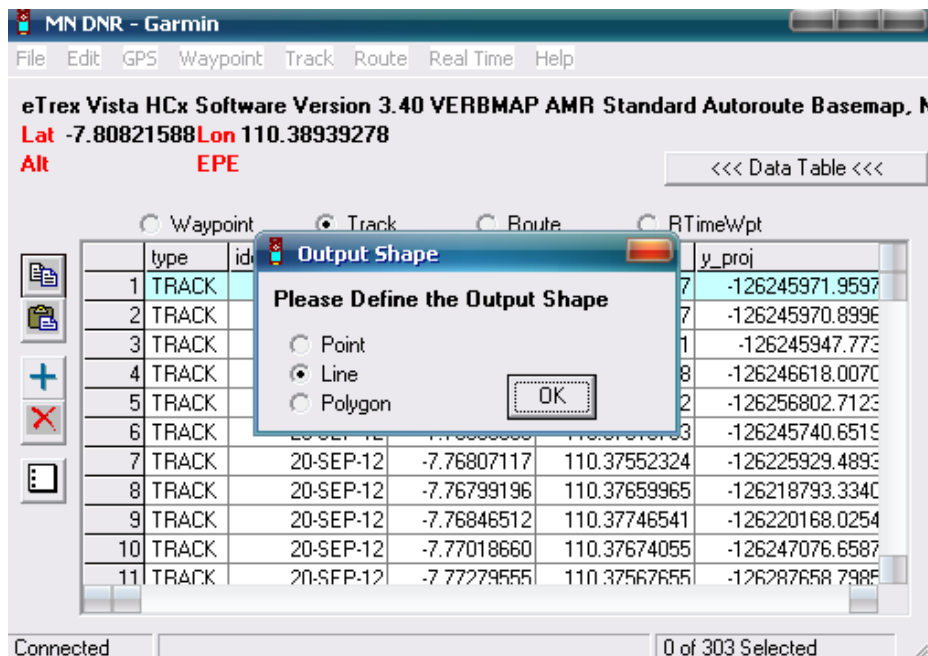 MN DNR - Garmin
File Edit GPS Waypoint Track Route Real Time Help
eTrex Vista HCx Software Version 3.40 VERBMAP AMR Standard Autoroute Basemap,
Lat -7.80821588 Lon 110.38939278
Alt EPE
<<< Data Table <<<
Waypoint Track Route RTimeWpt
type y_proj
Output Shape
Please Define the Output Shape
Point
Line
Polygon
OK
1 TRACK 7 -126245971.9597
2 TRACK 7 -126245970.8996
3 TRACK 1 -126245947.773
4 TRACK 8 -126246618.0070
5 TRACK 2 -126256802.7123
6 TRACK -126245740.6519
7 TRACK 20-SEP-12 -7.76807117 110.37552324 -126225929.4893
8 TRACK 20-SEP-12 -7.76799196 110.37659965 -126218793.3340
9 TRACK 20-SEP-12 -7.76846512 110.37746541 -126220168.0254
10 TRACK 20-SEP-12 -7.77018660 110.37674055 -126247076.6587
11 TRACK 20-SEP-12 -7.77279555 110.37567655 -126287658.7985
Connected 0 of 303 Selected